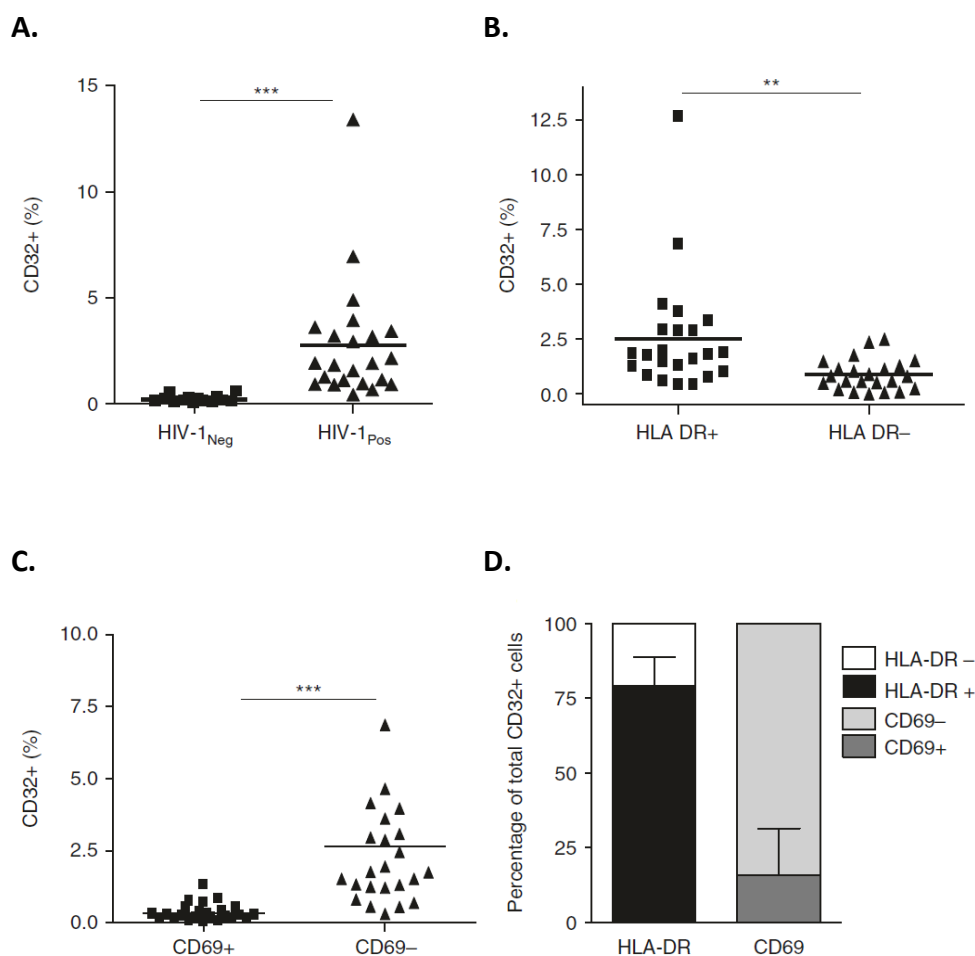 A.
15
10
5
0
CD32+ (%)
***
HIV-1Neg
HIV-1Pos
B.
12.5
10.0
7.5
5.0
2.5
0.0
CD32+ (%)
**
HLA DR+
HLA DR–
C.
10.0
7.5
5.0
2.5
0.0
CD32+ (%)
***
CD69+
CD69–
D.
100
75
50
25
0
Percentage of total CD32+ cells
HLA-DR
CD69
HLA-DR –
HLA-DR +
CD69–
CD69+